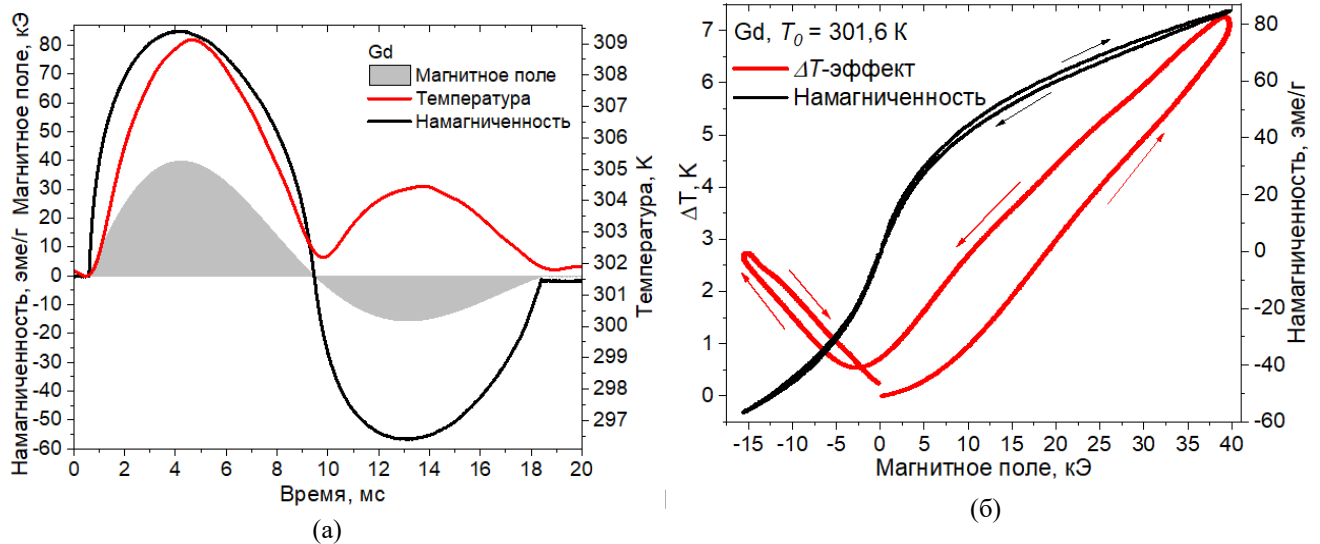 Gd
Магнитное поле
Температура
Намагниченность
Намагниченность, эме/г Магнитное поле, кЭ
80
70
60
50
40
30
20
10
0
-10
-20
-30
-40
-50
-60
309
308
307
306
305
304
303
302
301
300
299
298
297
Температура, К
0 2 4 6 8 10 12 14 16 18 20
Время, мс
(а)
Gd, T0 = 301,6 К
ΔT-эффект
Намагниченность
ΔT, К
7
6
5
4
3
2
1
0
80
60
40
20
0
-20
-40
-60
Намагниченность, эме/г
-15 -10 -5 0 5 10 15 20 25 30 35 40
Магнитное поле, кЭ
(б)